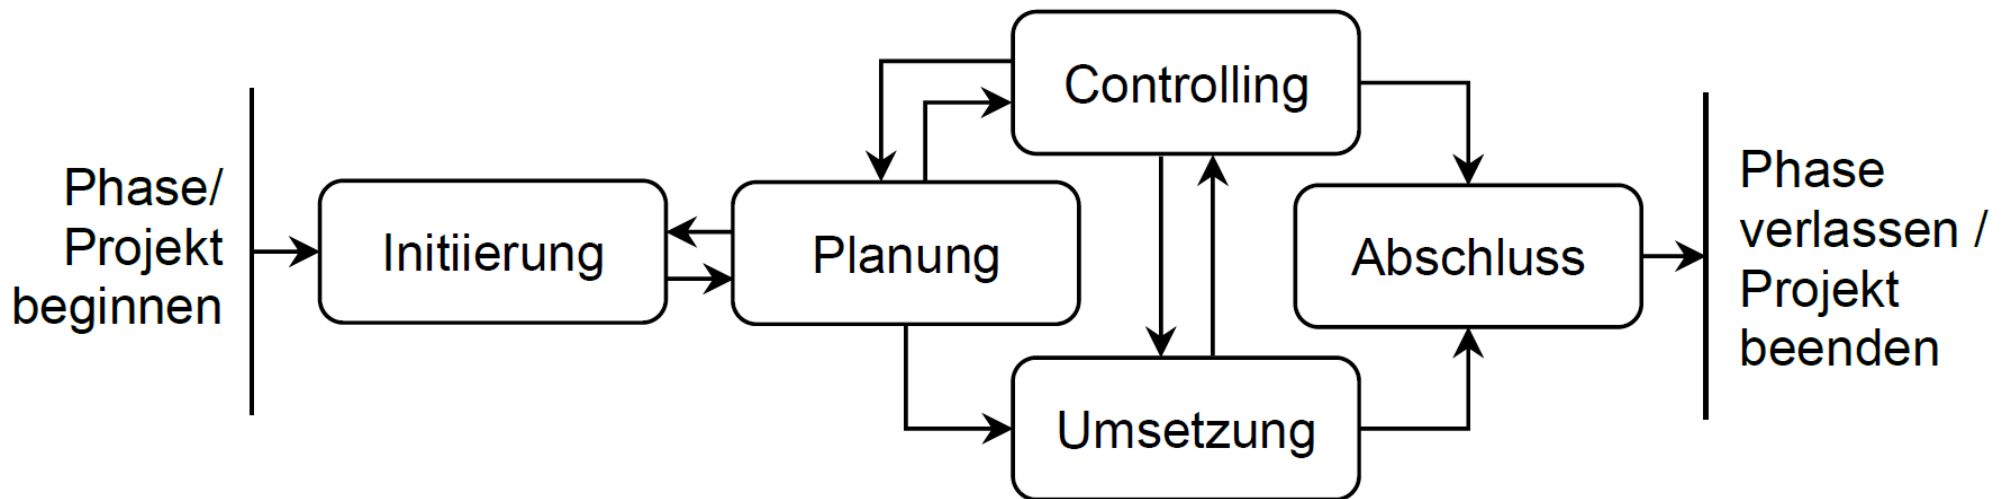 Phase/
Projekt
beginnen
Initiierung
Planung
Controlling
Umsetzung
Abschluss
Phase
verlassen /
Projekt
beenden